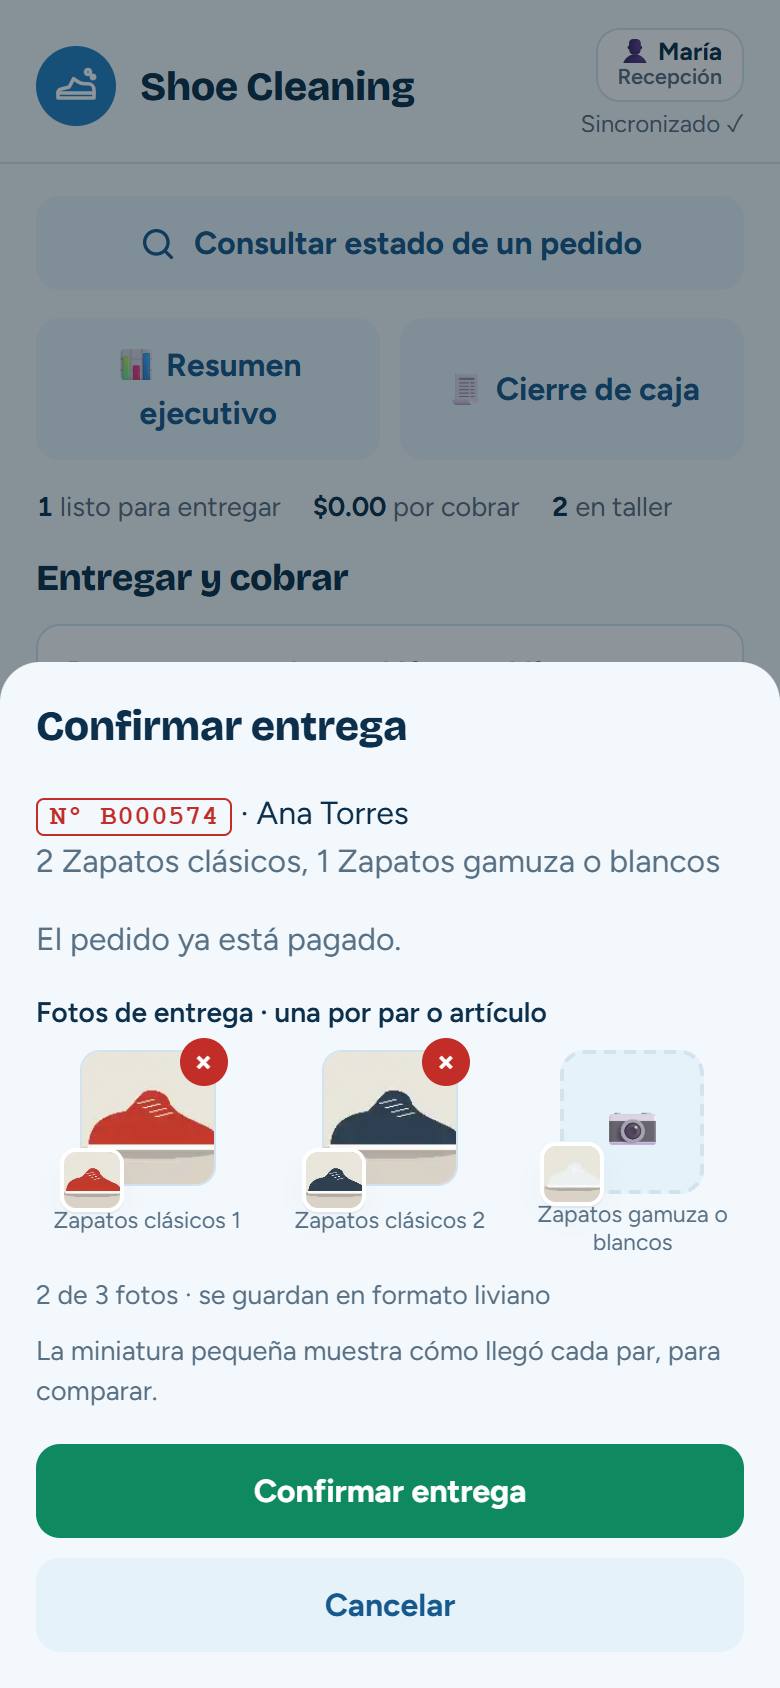 Shoe Cleaning
María
Recepción
Sincronizado ✓
Consultar estado de un pedido
Resumen
ejecutivo
Cierre de caja
1 listo para entregar $0.00 por cobrar 2 en taller
Entregar y cobrar
Confirmar entrega
N° B000574 · Ana Torres
2 Zapatos clásicos, 1 Zapatos gamuza o blancos
El pedido ya está pagado.
Fotos de entrega · una por par o artículo
Zapatos clásicos 1
Zapatos clásicos 2
Zapatos gamuza o
blancos
2 de 3 fotos · se guardan en formato liviano
La miniatura pequeña muestra cómo llegó cada par, para
comparar.
Confirmar entrega
Cancelar